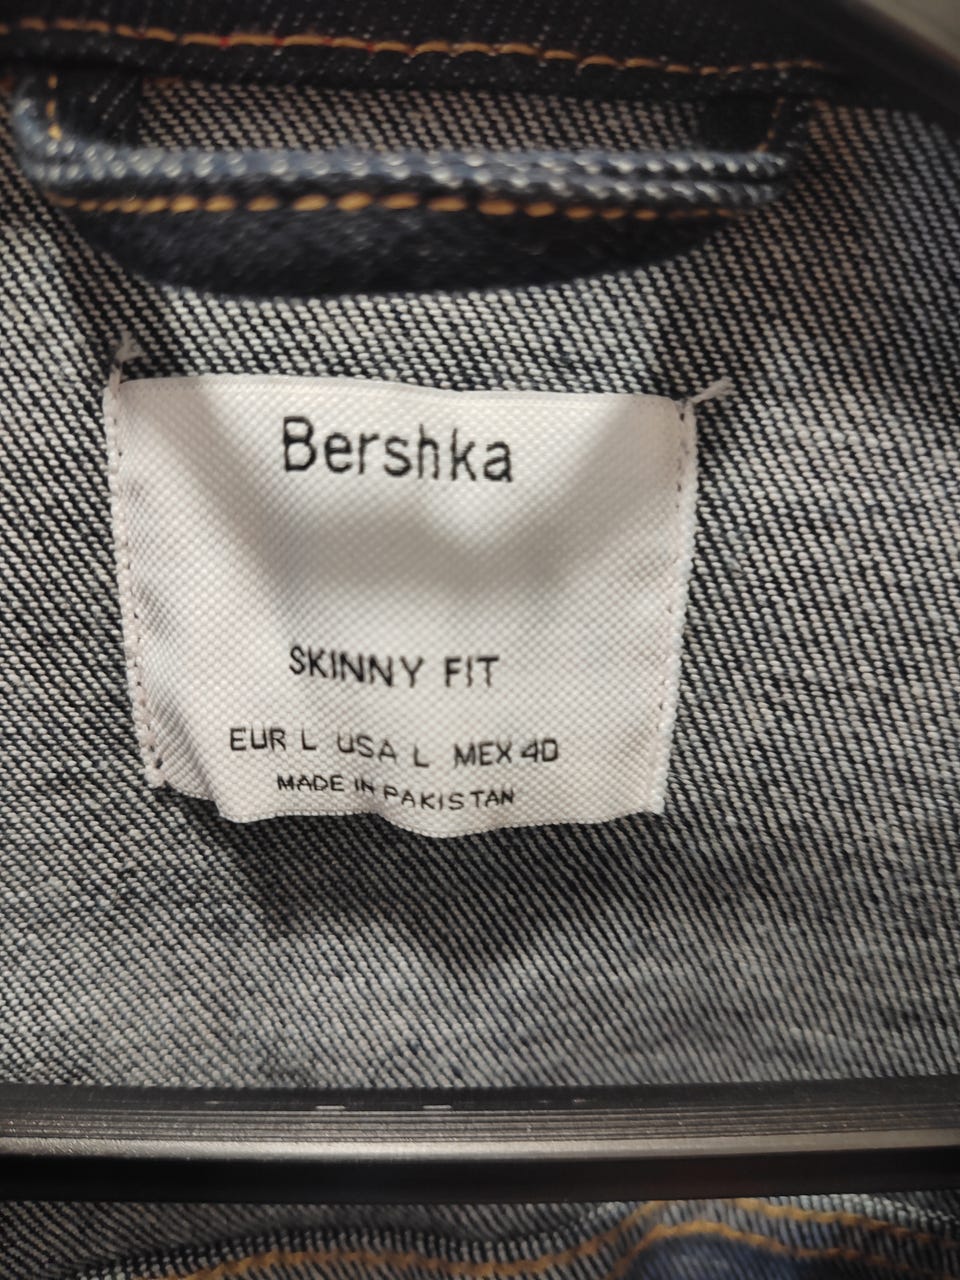 Bershka
SKINNY FIT
EUR L USA L MEX 40
MADE IN PAKISTAN